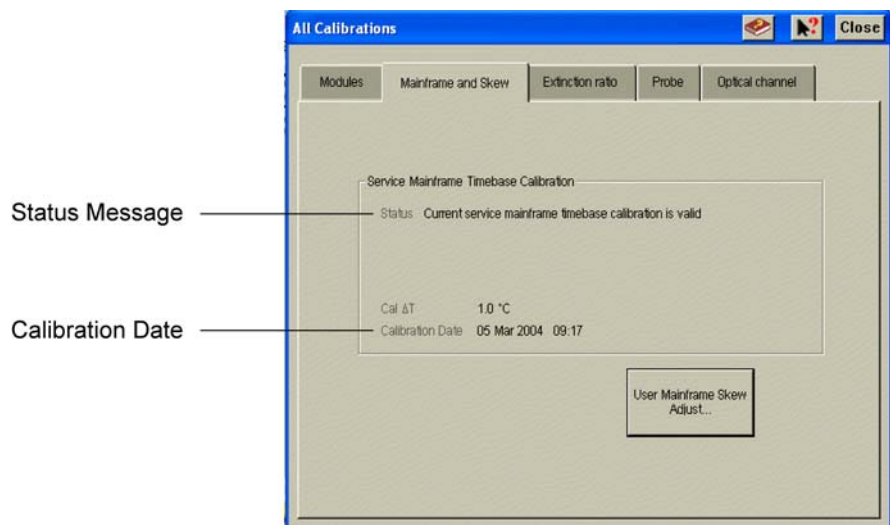 All Calibrations
? Close
Modules Mainframe and Skew Extinction ratio Probe Optical channel
Service Mainframe Timebase Calibration
Status Message
Status Current service mainframe timebase calibration is valid
Cal ΔT 1.0 °C
Calibration Date
Calibration Date 05 Mar 2004 09:17
User Mainframe Skew
Adjust...